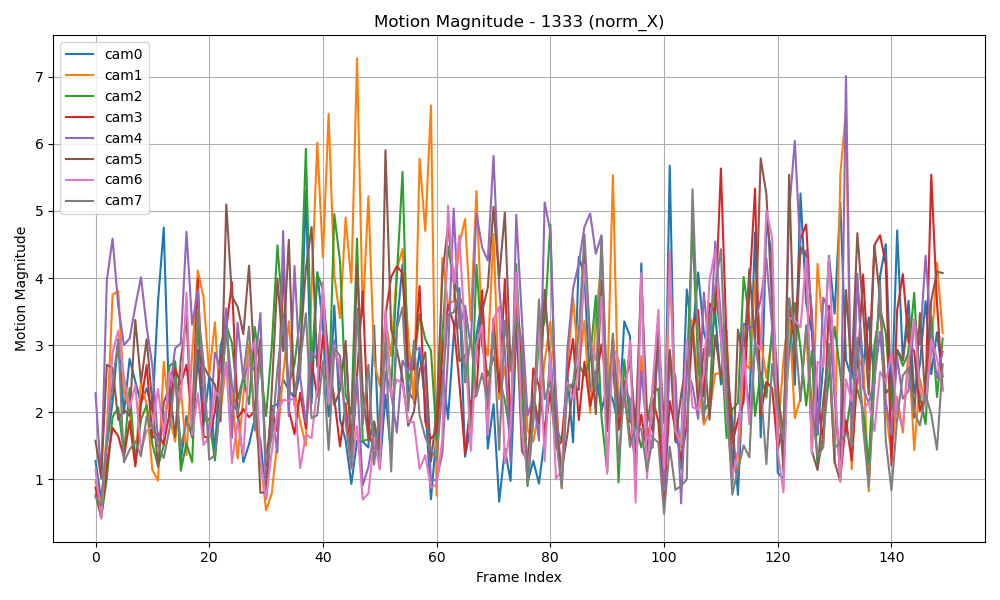 Motion Magnitude - 1333 (norm_X)
cam0
cam1
cam2
cam3
cam4
cam5
cam6
cam7
7
6
5
4
3
2
1
Motion Magnitude
0 20 40 60 80 100 120 140
Frame Index